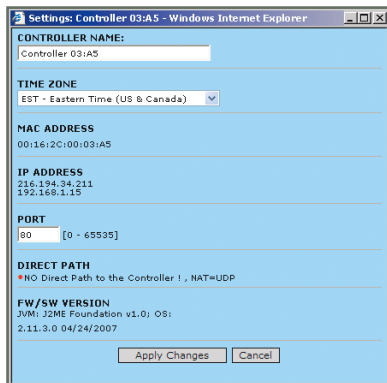 Settings: Controller 03:A5 - Windows Internet Explorer
CONTROLLER NAME:
Controller 03:A5
TIME ZONE
EST - Eastern Time (US & Canada)
MAC ADDRESS
00:16:2C:00:03:A5
IP ADDRESS
216.194.34.211
192.168.1.15
PORT
80 [0 - 65535]
DIRECT PATH
NO Direct Path to the Controller ! , NAT=UDP
FW/SW VERSION
JVM: J2ME Foundation v1.0; OS:
2.11.3.0 04/24/2007
Apply Changes Cancel